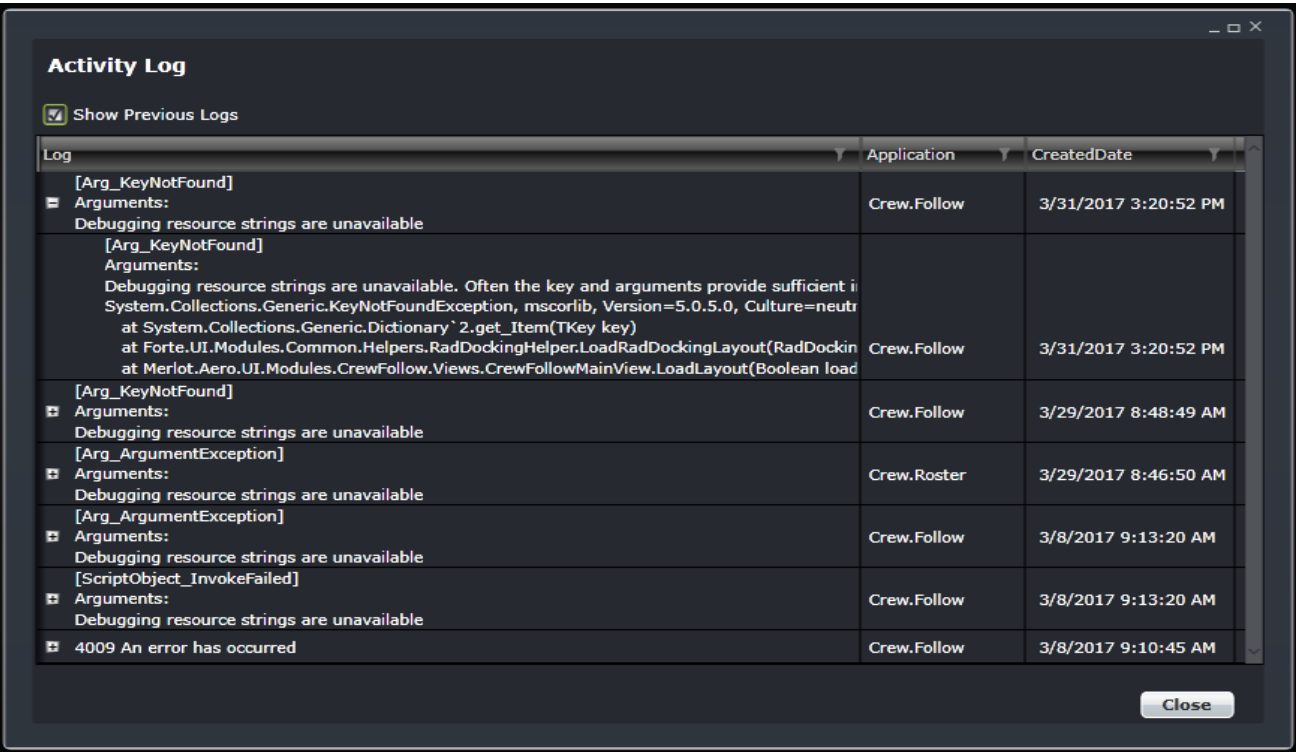 Activity Log
Show Previous Logs
Log Application CreatedDate
[Arg_KeyNotFound]
Arguments:
Debugging resource strings are unavailable
Crew.Follow 3/31/2017 3:20:52 PM
[Arg_KeyNotFound]
Arguments:
Debugging resource strings are unavailable. Often the key and arguments provide sufficient
System.Collections.Generic.KeyNotFoundException, mscorlib, Version=5.0.5.0, Culture=neutr
at System.Collections.Generic.Dictionary`2.get_Item(TKey key)
at Forte.UI.Modules.Common.Helpers.RadDockingHelper.LoadRadDockingLayout(RadDockin
at Merlot.Aero.UI.Modules.CrewFollow.Views.CrewFollowMainView.LoadLayout(Boolean load
Crew.Follow 3/31/2017 3:20:52 PM
[Arg_KeyNotFound]
Arguments:
Debugging resource strings are unavailable
Crew.Follow 3/29/2017 8:48:49 AM
[Arg_ArgumentException]
Arguments:
Debugging resource strings are unavailable
Crew.Roster 3/29/2017 8:46:50 AM
[Arg_ArgumentException]
Arguments:
Debugging resource strings are unavailable
Crew.Follow 3/8/2017 9:13:20 AM
[ScriptObject_InvokeFailed]
Arguments:
Debugging resource strings are unavailable
Crew.Follow 3/8/2017 9:13:20 AM
4009 An error has occurred Crew.Follow 3/8/2017 9:10:45 AM
Close